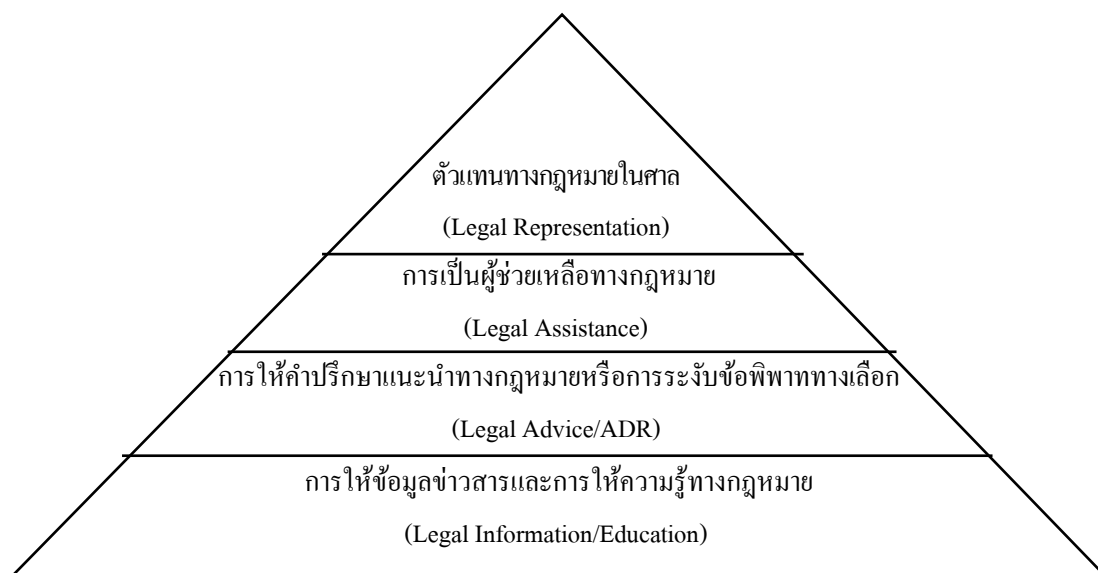 ตัวแทนทางกฎหมายในศาล
(Legal Representation)
การเป็นผู้ช่วยเหลือทางกฎหมาย
(Legal Assistance)
การให้คำปรึกษาแนะนำทางกฎหมายหรือการระงับข้อพิพาททางเลือก
(Legal Advice/ADR)
การให้ข้อมูลข่าวสารและการให้ความรู้ทางกฎหมาย
(Legal Information/Education)